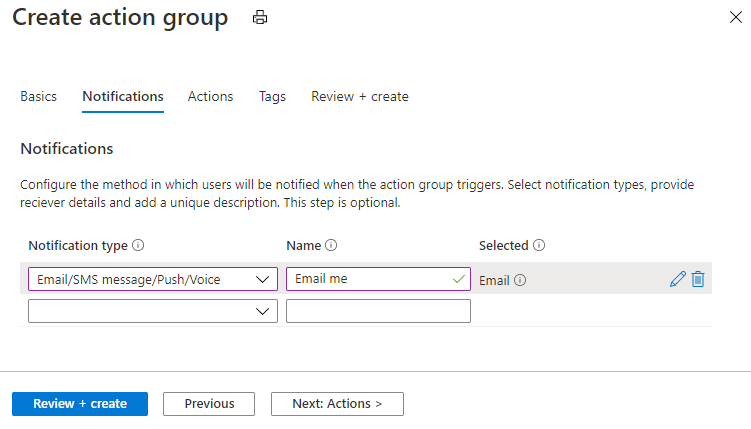 Create action group
Basics Notifications Actions Tags Review + create
Notifications
Configure the method in which users will be notified when the action group triggers. Select notification types, provide
reciever details and add a unique description. This step is optional.
Notification type Name Selected
Email/SMS message/Push/Voice Email me Email
Review + create Previous Next: Actions >